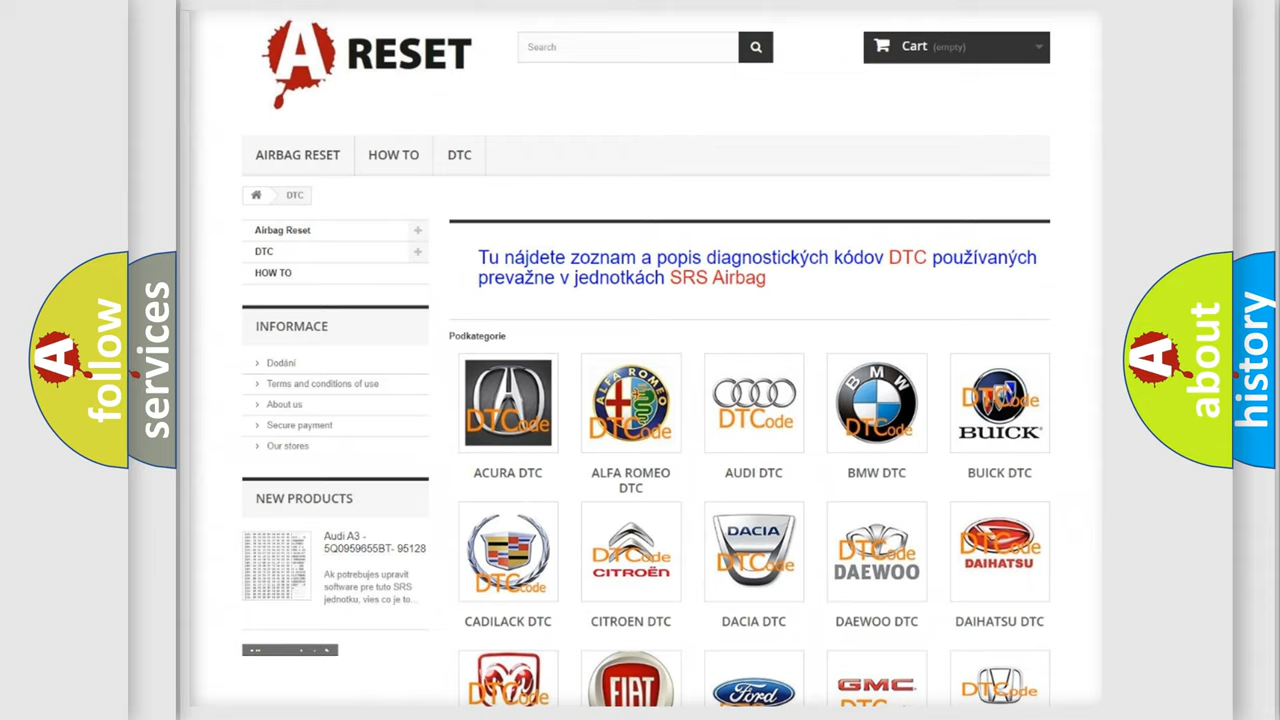 A RESET
Search
Cart (empty)
AIRBAG RESET
HOW TO
DTC
DTC
Airbag Reset
DTC
HOW TO
Tu nájdete zoznam a popis diagnostických kódov DTC používaných
prevažne v jednotkách SRS Airbag
INFORMACE
Dodání
Terms and conditions of use
About us
Secure payment
Our stores
Podkategorie
DTCode
ALFA ROMEO
DTCode
DTCode
BMW
DTCode
DTCode
BUICK
ACURA DTC
ALFA ROMEO
DTC
AUDI DTC
BMW DTC
BUICK DTC
NEW PRODUCTS
Audi A3 -
5Q0959655BT- 95128
Ak potrebujes upravit
software pre tuto SRS
jednotku, vies co je to...
DTCode
DTCode
CITROËN
DACIA
DTCode
DTCode
DAEWOO
DTCode
DAIHATSU
CADILACK DTC
CITROEN DTC
DACIA DTC
DAEWOO DTC
DAIHATSU DTC
DTCode
FIAT
Ford
GMC
DTCode
A follow
services
A about
history